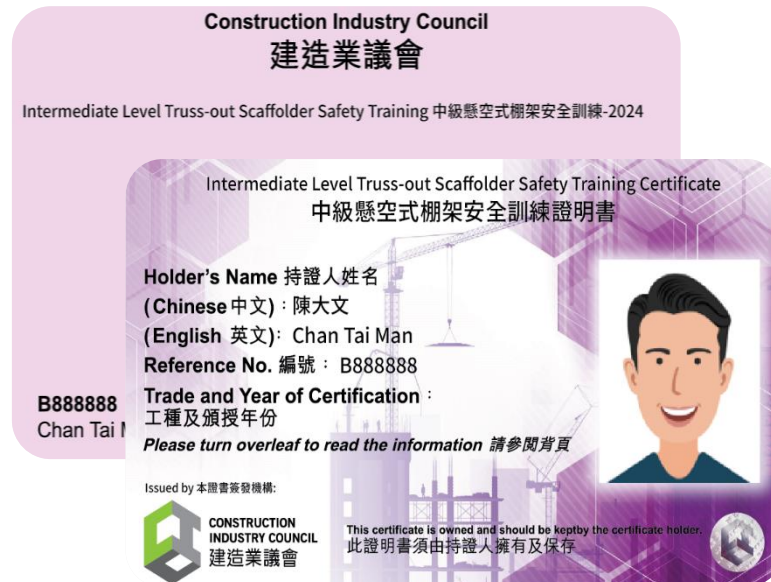 Construction Industry Council
建造業議會
Intermediate Level Truss-out Scaffolder Safety Training 中級懸空式棚架安全訓練-2024
B888888
Chan Tai
Intermediate Level Truss-out Scaffolder Safety Training Certificate
中級懸空式棚架安全訓練證明書
Holder's Name 持證人姓名
(Chinese 中文)：陳大文
(English 英文)： Chan Tai Man
Reference No. 編號： B888888
Trade and Year of Certification：
工種及頒授年份
Please turn overleaf to read the information 請參閱背頁
Issued by 本證書簽發機構:
CONSTRUCTION
INDUSTRY COUNCIL
建造業議會
This certificate is owned and should be keptby the certificate holder.
此證明書須由持證人擁有及保存